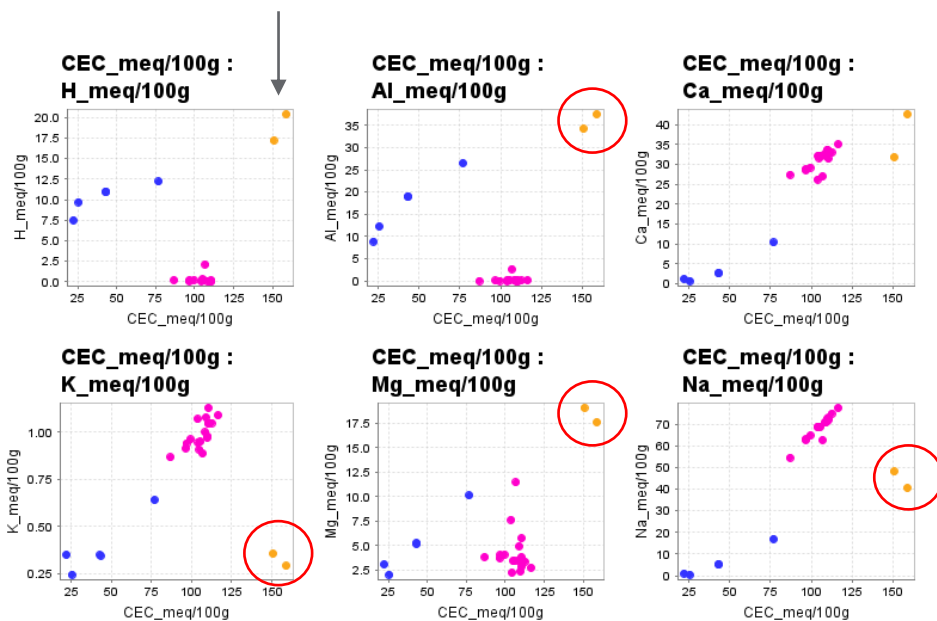 CEC_meq/100g :
H_meq/100g
H_meq/100g
20.0
17.5
15.0
12.5
10.0
7.5
5.0
2.5
0.0
25 50 75 100 125 150
CEC_meq/100g
CEC_meq/100g :
Al_meq/100g
Al_meq/100g
35
30
25
20
15
10
5
0
25 50 75 100 125 150
CEC_meq/100g
CEC_meq/100g :
Ca_meq/100g
Ca_meq/100g
40
35
30
25
20
15
10
5
0
25 50 75 100 125 150
CEC_meq/100g
CEC_meq/100g :
K_meq/100g
K_meq/100g
1.00
0.75
0.50
0.25
25 50 75 100 125 150
CEC_meq/100g
CEC_meq/100g :
Mg_meq/100g
Mg_meq/100g
17.5
15.0
12.5
10.0
7.5
5.0
2.5
25 50 75 100 125 150
CEC_meq/100g
CEC_meq/100g :
Na_meq/100g
Na_meq/100g
70
60
50
40
30
20
10
0
25 50 75 100 125 150
CEC_meq/100g